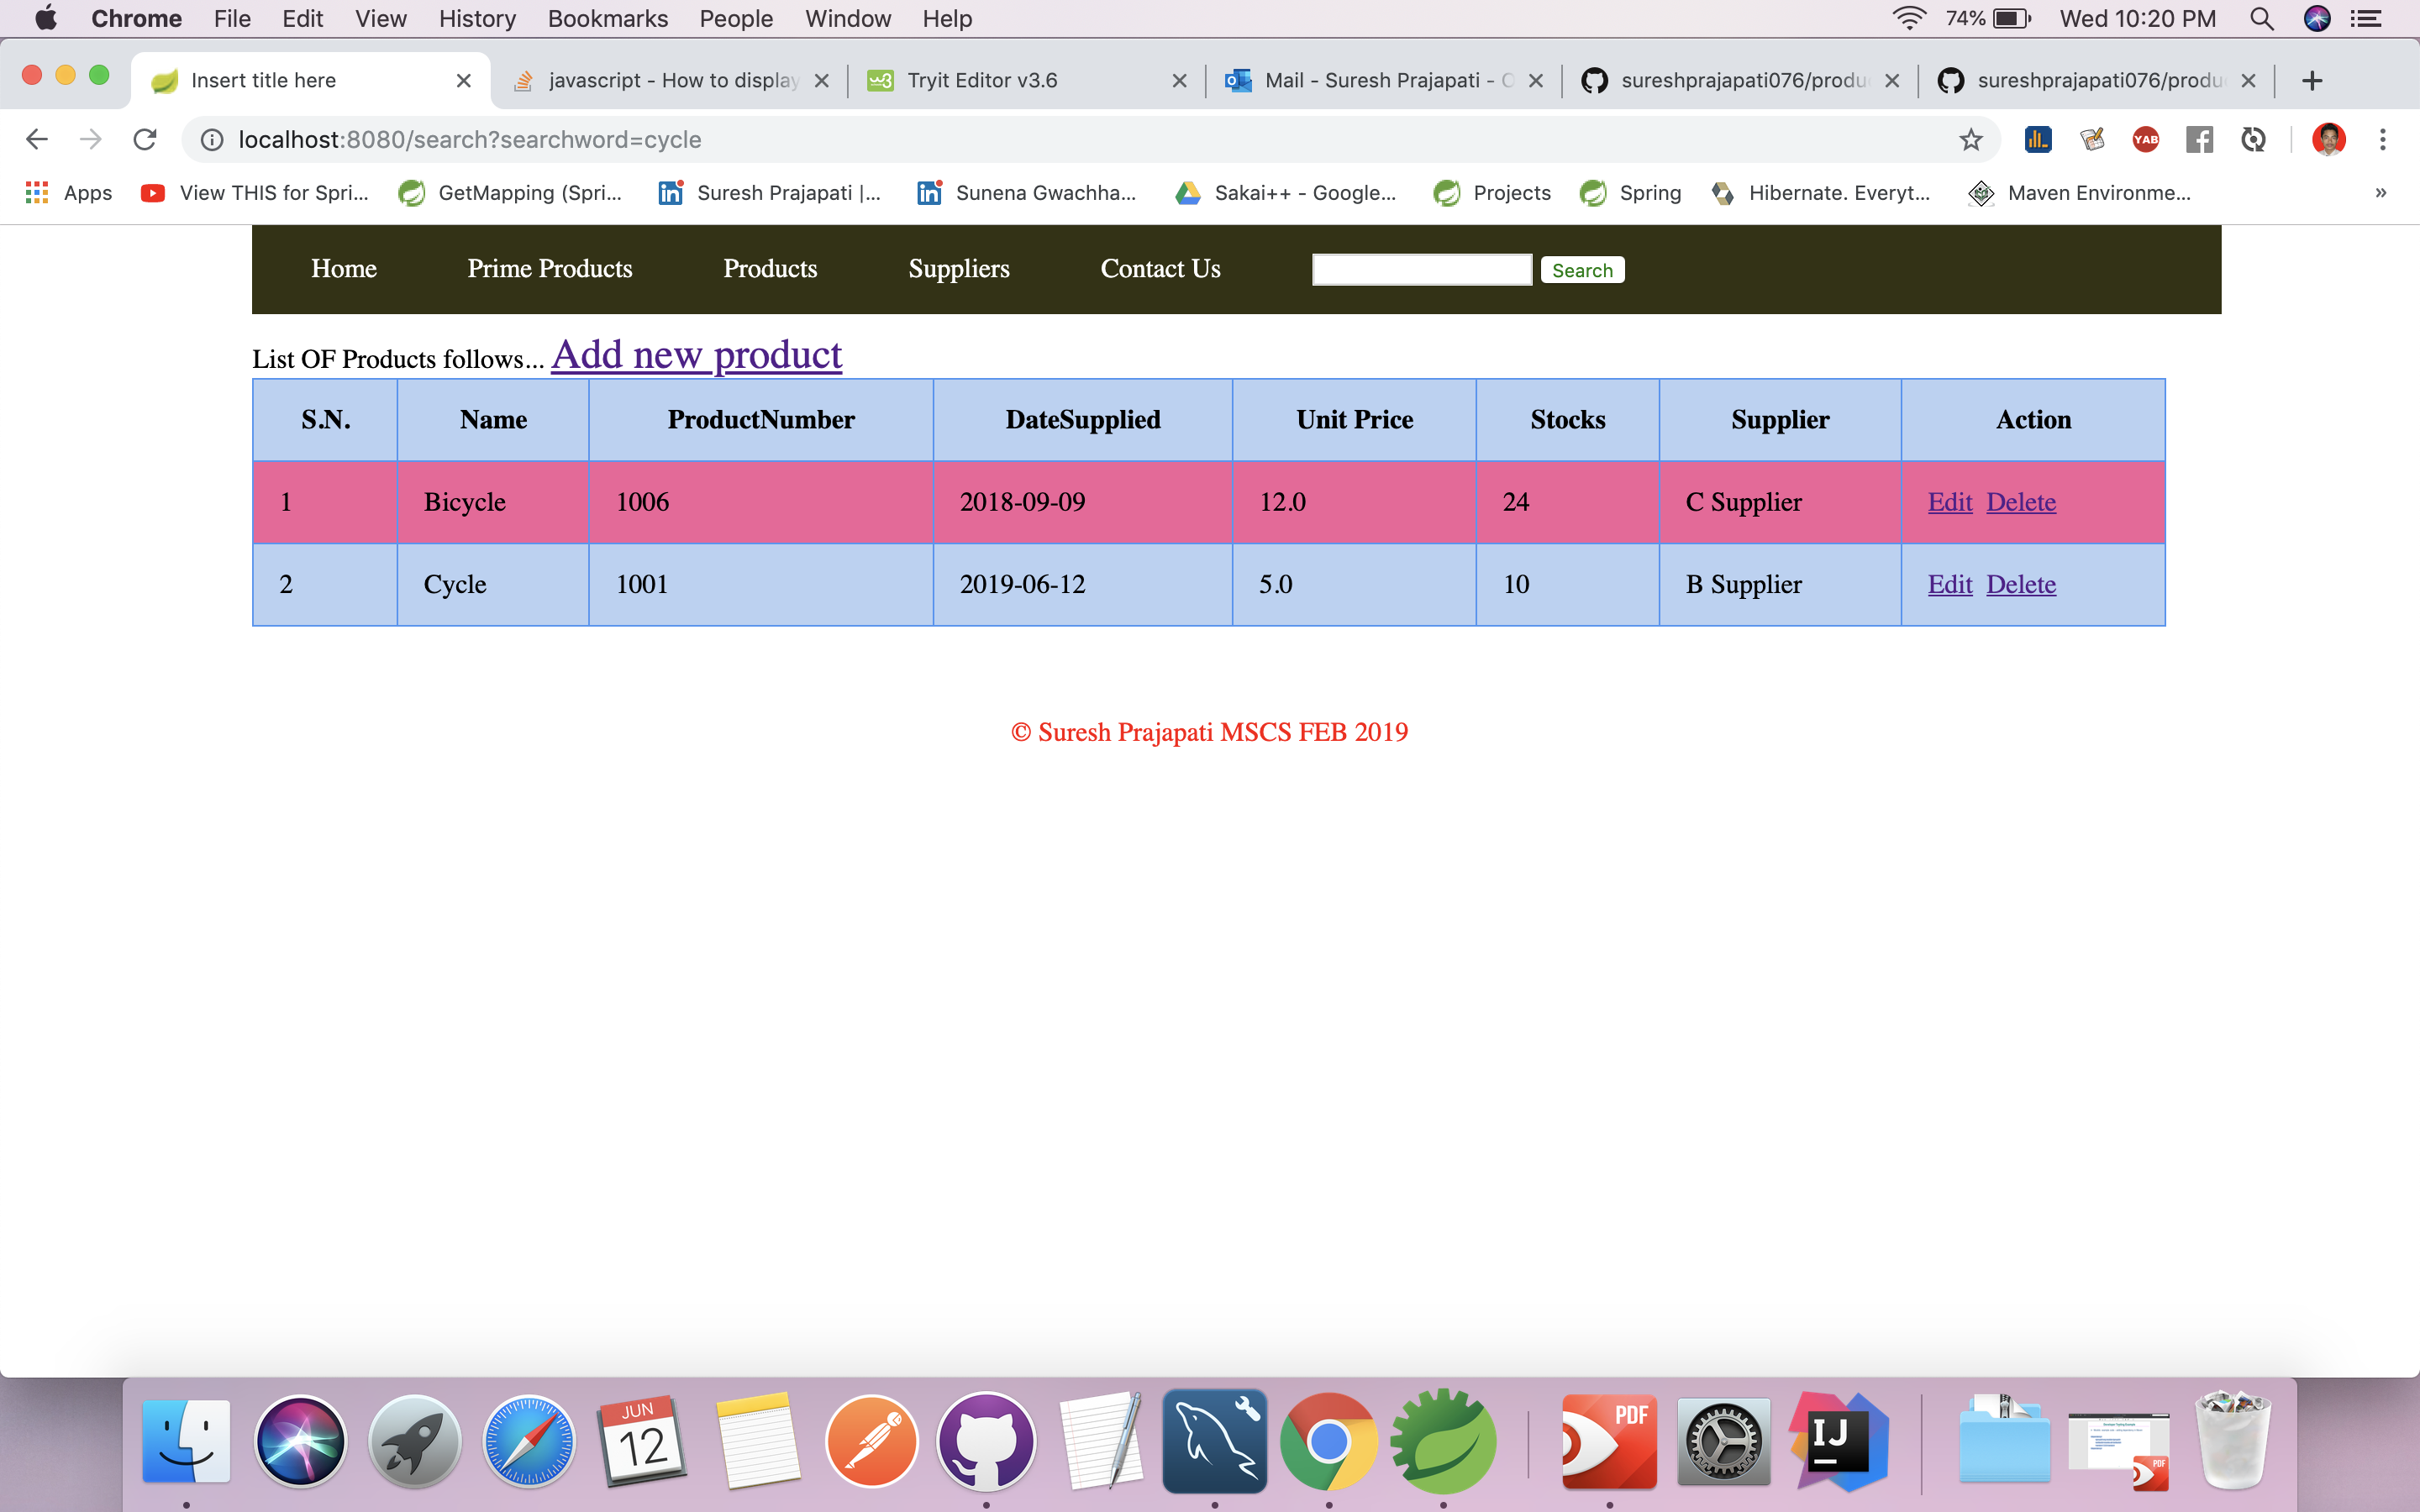 Chrome File Edit View History Bookmarks People Window Help 74% Wed 10:20 PM
Insert title here javascript - How to display Tryit Editor v3.6 Mail - Suresh Prajapati - O sureshprajapati076/produ sureshprajapati076/produ
localhost:8080/search?searchword=cycle YAB
Apps View THIS for Spri... GetMapping (Spri... Suresh Prajapati |... Sunena Gwachha... Sakai++ - Google... Projects Spring Hibernate. Everyt... Maven Environme... »
Home Prime Products Products Suppliers Contact Us Search
List OF Products follows... Add new product
S.N. Name ProductNumber DateSupplied Unit Price Stocks Supplier Action
1 Bicycle 1006 2018-09-09 12.0 24 C Supplier Edit Delete
2 Cycle 1001 2019-06-12 5.0 10 B Supplier Edit Delete
© Suresh Prajapati MSCS FEB 2019
JUN
12
PDF
IJ
PDF